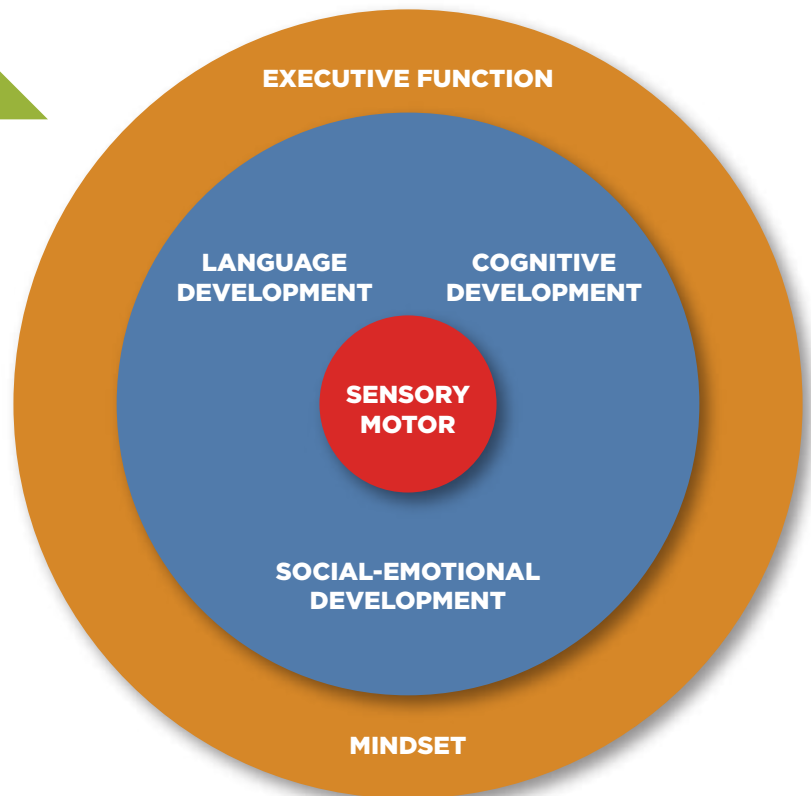 EXECUTIVE FUNCTION
LANGUAGE
DEVELOPMENT
COGNITIVE
DEVELOPMENT
SENSORY
MOTOR
SOCIAL-EMOTIONAL
DEVELOPMENT
MINDSET